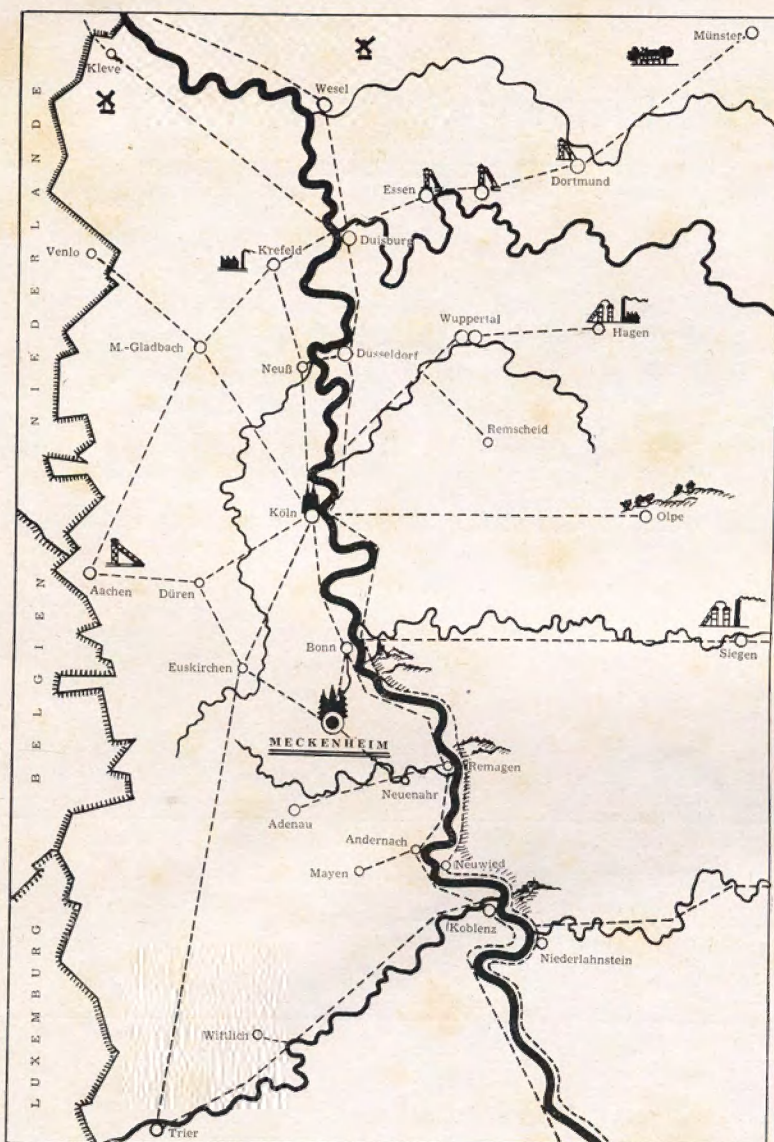 Münster
Kleve
Wesel
Dortmund
Essen
Duisburg
Krefeld
Venlo
NIEDERLANDE
Wuppertal
Hagen
M.-Gladbach
Düsseldorf
Neuß
Remscheid
Köln
Olpe
Aachen
Düren
BELGIEN
Bonn
Siegen
Euskirchen
MECKENHEIM
Remagen
Neuenahr
Adenau
Andernach
Neuwied
Mayen
Koblenz
Niederlahnstein
LUXEMBURG
Wittlich
Trier